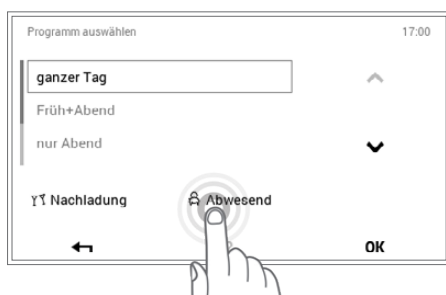 Programm auswählen 17:00
ganzer Tag
Früh+Abend
nur Abend
Nachladung Abwesend
OK